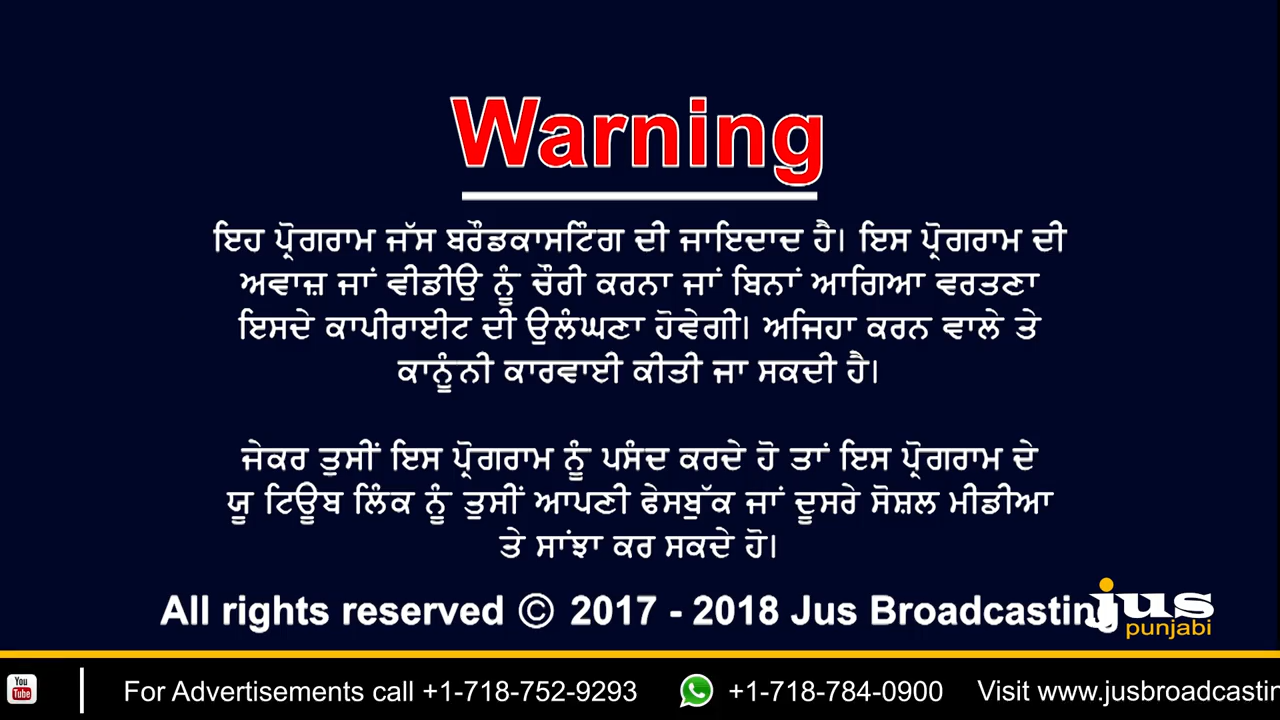 Warning
ਇਹ ਪ੍ਰੋਗਰਾਮ ਜੱਸ ਬਰੌਡਕਾਸਟਿੰਗ ਦੀ ਜਾਇਦਾਦ ਹੈ। ਇਸ ਪ੍ਰੋਗਰਾਮ ਦੀ
ਅਵਾਜ਼ ਜਾਂ ਵੀਡੀਉ ਨੂੰ ਚੌਰੀ ਕਰਨਾ ਜਾਂ ਬਿਨਾਂ ਆਗਿਆ ਵਰਤਣਾ
ਇਸਦੇ ਕਾਪੀਰਾਈਟ ਦੀ ਉਲੰਘਣਾ ਹੋਵੇਗੀ। ਅਜਿਹਾ ਕਰਨ ਵਾਲੇ ਤੇ
ਕਾਨੂੰਨੀ ਕਾਰਵਾਈ ਕੀਤੀ ਜਾ ਸਕਦੀ ਹੈ।
ਜੇਕਰ ਤੁਸੀਂ ਇਸ ਪ੍ਰੋਗਰਾਮ ਨੂੰ ਪਸੰਦ ਕਰਦੇ ਹੋ ਤਾਂ ਇਸ ਪ੍ਰੋਗਰਾਮ ਦੇ
ਯੂ ਟਿਊਬ ਲਿੰਕ ਨੂੰ ਤੁਸੀਂ ਆਪਣੀ ਫੇਸਬੁੱਕ ਜਾਂ ਦੂਸਰੇ ਸੋਸ਼ਲ ਮੀਡੀਆ
ਤੇ ਸਾਂਝਾ ਕਰ ਸਕਦੇ ਹੋ।
All rights reserved © 2017 - 2018 Jus Broadcasting
jus
punjabi
You
Tube
For Advertisements call +1-718-752-9293 +1-718-784-0900 Visit www.jusbroadcastin